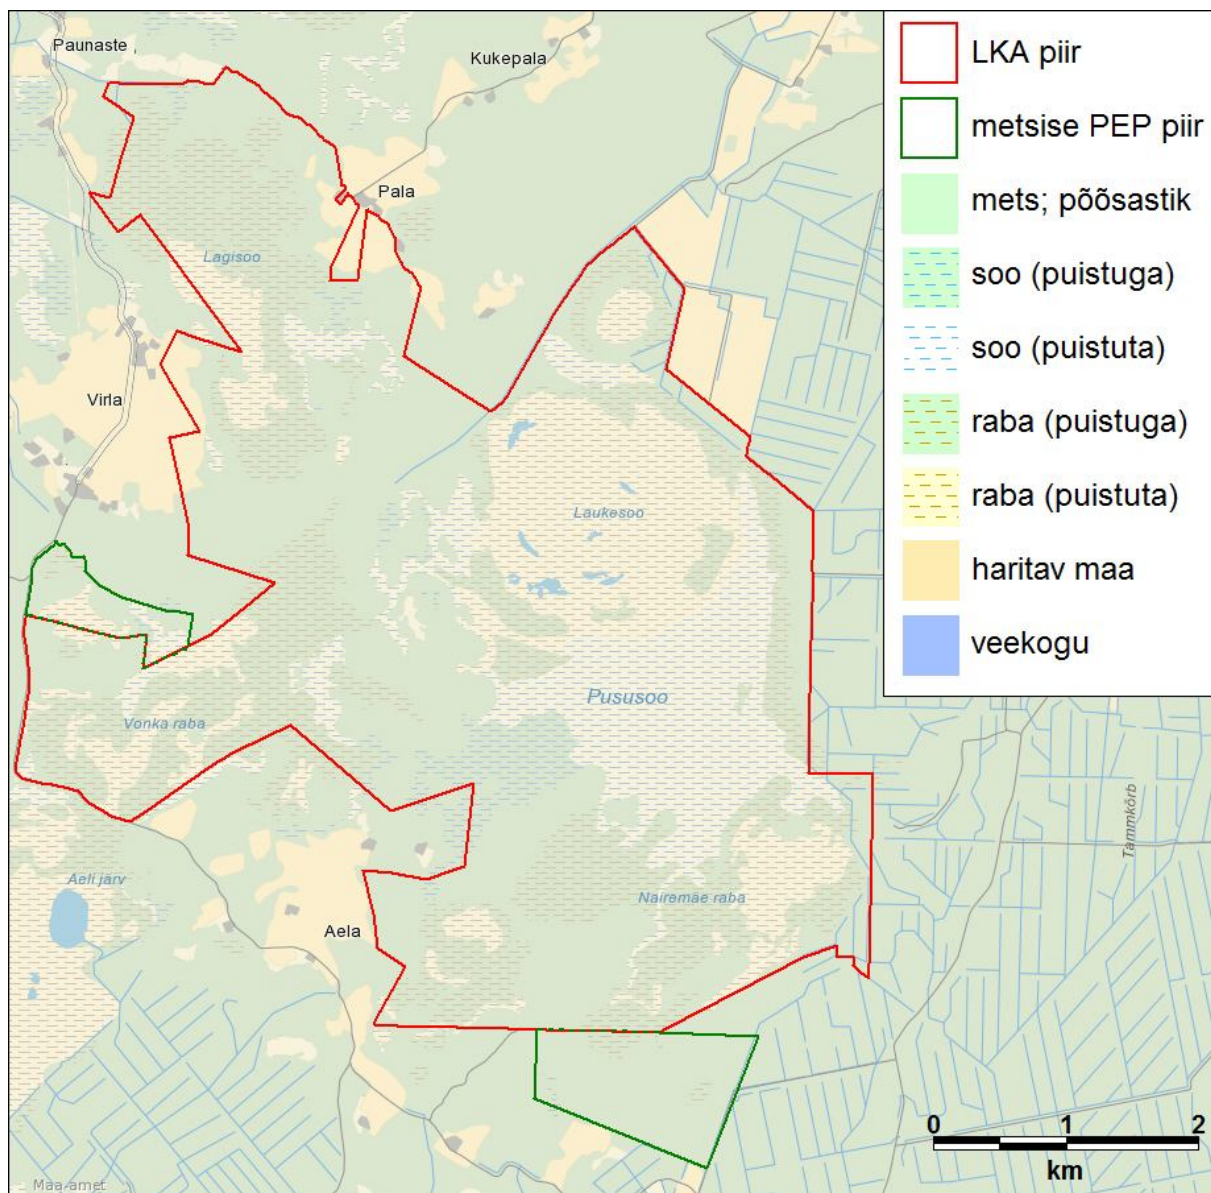 Paunaste
Kukepala
Pala
Lagisoo
Virla
Laukesoo
Pususoo
Vonka raba
Aeli järv
Nairemäe raba
Aela
Tammkõrb
LKA piir
metsise PEP piir
mets; põõsastik
soo (puistuga)
soo (puistuta)
raba (puistuga)
raba (puistuta)
haritav maa
veekogu
0 1 2
km
Maa-amet